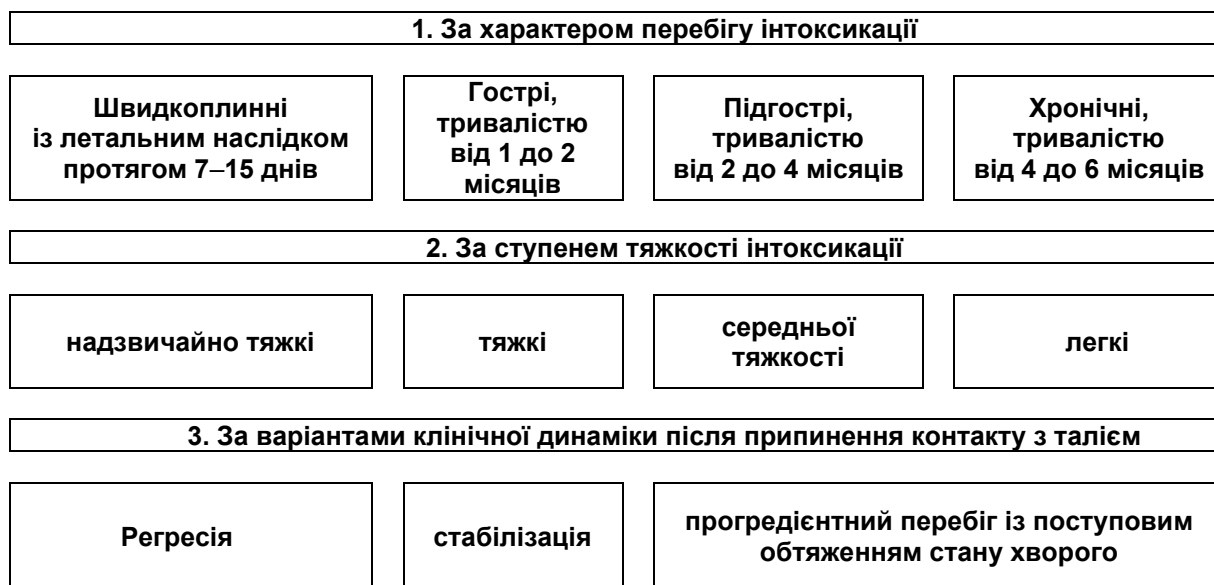 1. За характером перебігу інтоксикації
Швидкоплинні
із летальним наслідком
протягом 7–15 днів
Гострі,
тривалістю
від 1 до 2
місяців
Підгострі,
тривалістю
від 2 до 4 місяців
Хронічні,
тривалістю
від 4 до 6 місяців
2. За ступенем тяжкості інтоксикації
надзвичайно тяжкі
тяжкі
середньої
тяжкості
легкі
3. За варіантами клінічної динаміки після припинення контакту з талієм
Регресія
стабілізація
прогредієнтний перебіг із поступовим
обтяженням стану хворого